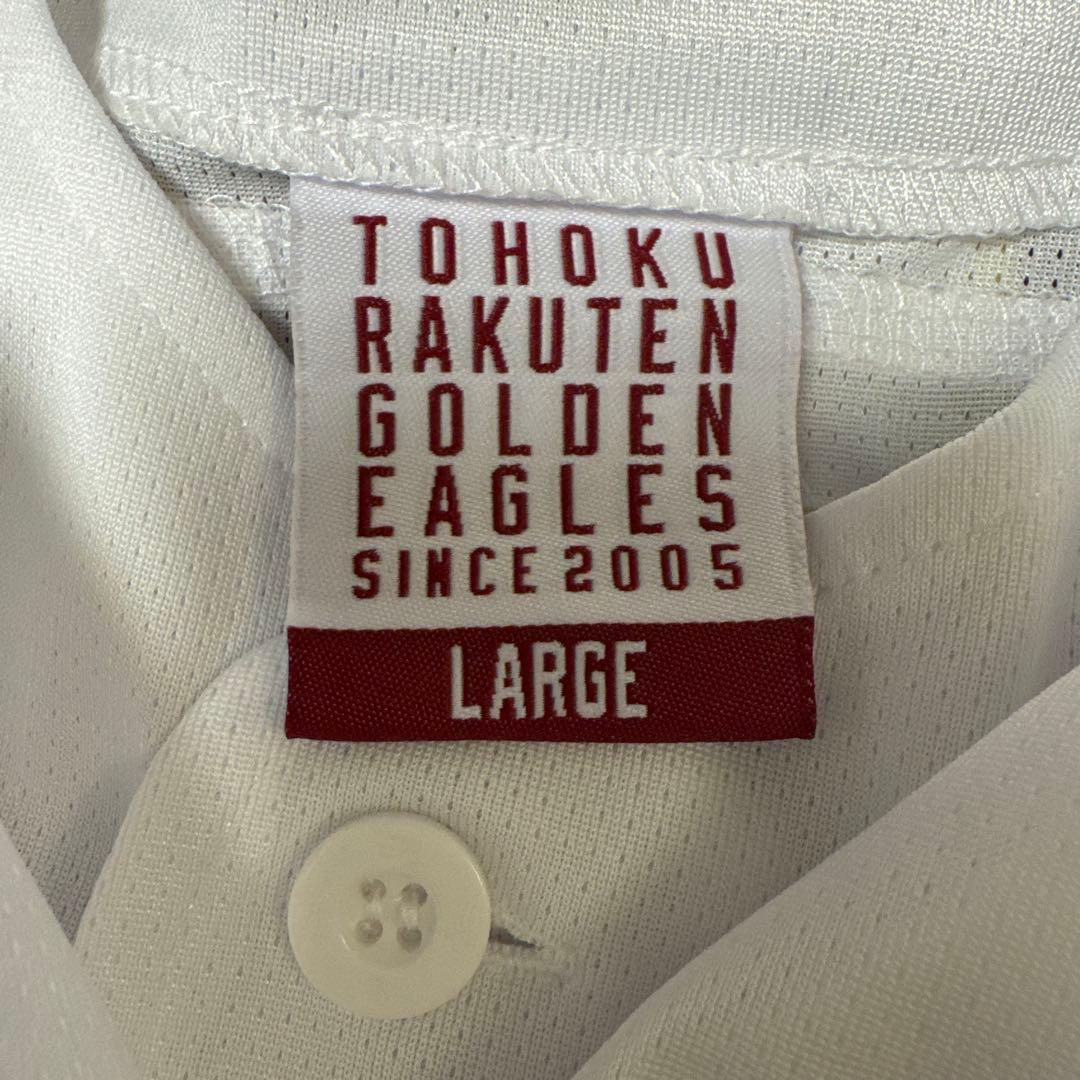 TOHOKU
RAKUTEN
GOLDEN
EAGLES
SINCE 2005
LARGE